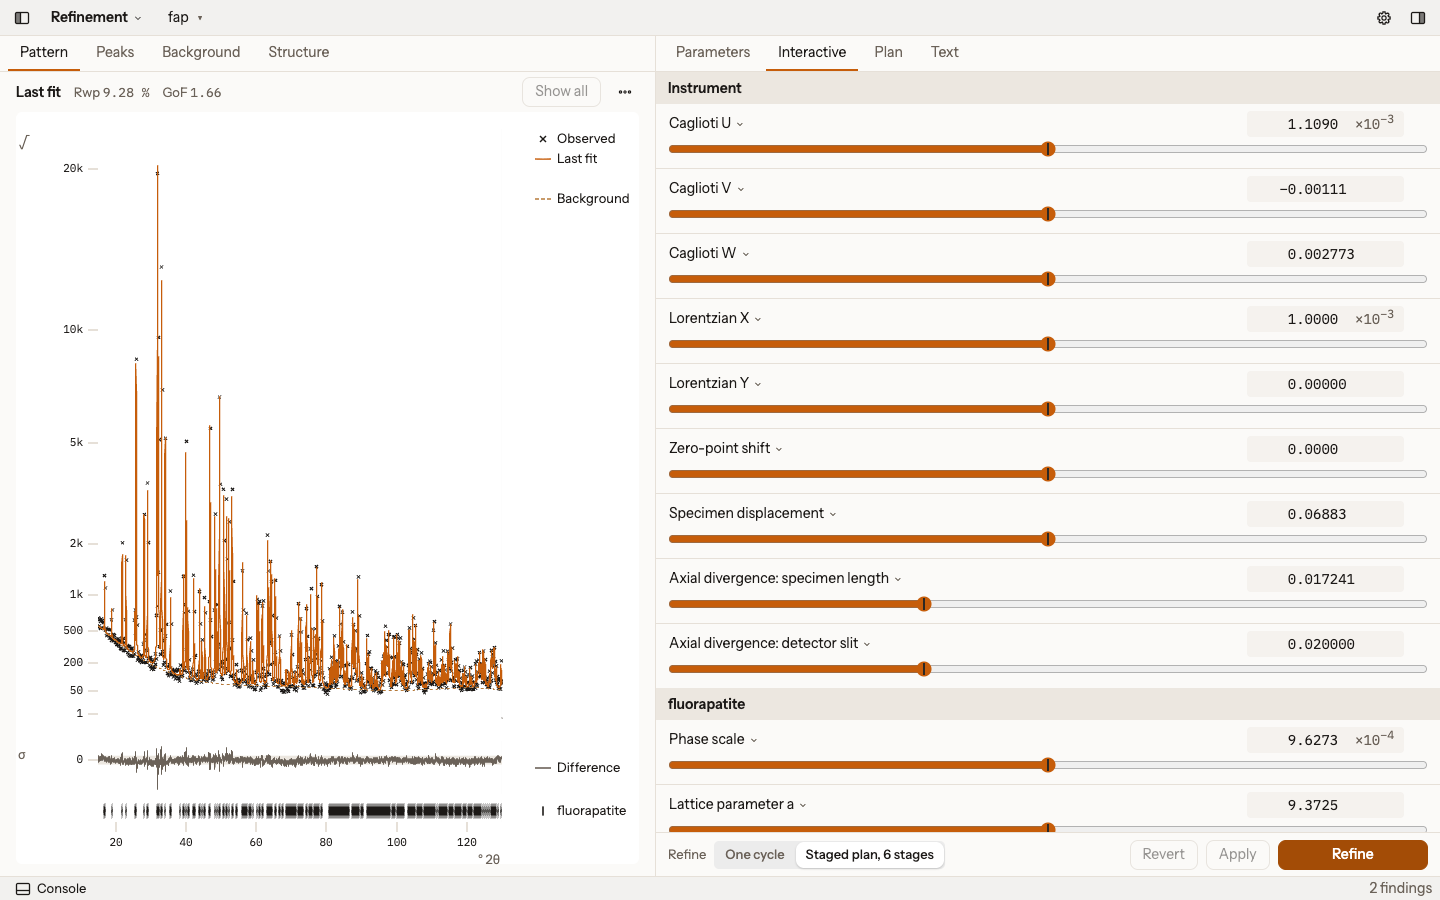 Refinement fap
Pattern Peaks Background Structure
Parameters Interactive Plan Text
Last fit Rwp 9.28 % GoF 1.66
Show all
√
Observed
Last fit
Background
20k
10k
5k
2k
1k
500
200
50
1
σ
0
Difference
fluorapatite
20 40 60 80 100 120
°2θ
Instrument
Caglioti U 1.1090 ×10⁻³
Caglioti V −0.00111
Caglioti W 0.002773
Lorentzian X 1.0000 ×10⁻³
Lorentzian Y 0.00000
Zero-point shift 0.0000
Specimen displacement 0.06883
Axial divergence: specimen length 0.017241
Axial divergence: detector slit 0.020000
fluorapatite
Phase scale 9.6273 ×10⁻⁴
Lattice parameter a 9.3725
Refine One cycle Staged plan, 6 stages Revert Apply Refine
Console
2 findings